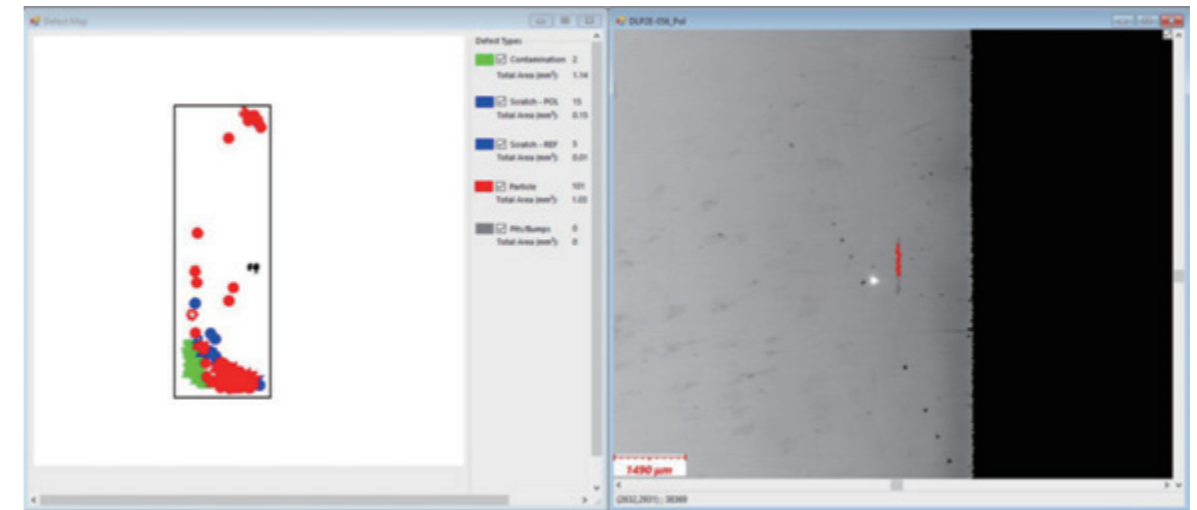 Defect Map
Defect Types
Contamination 2
Total Area (mm²): 1.14
Scratch - POL 15
Total Area (mm²): 0.15
Scratch - REF 5
Total Area (mm²): 0.01
Particle 101
Total Area (mm²): 1.03
Pits/Bumps 0
Total Area (mm²): 0
1490 µm